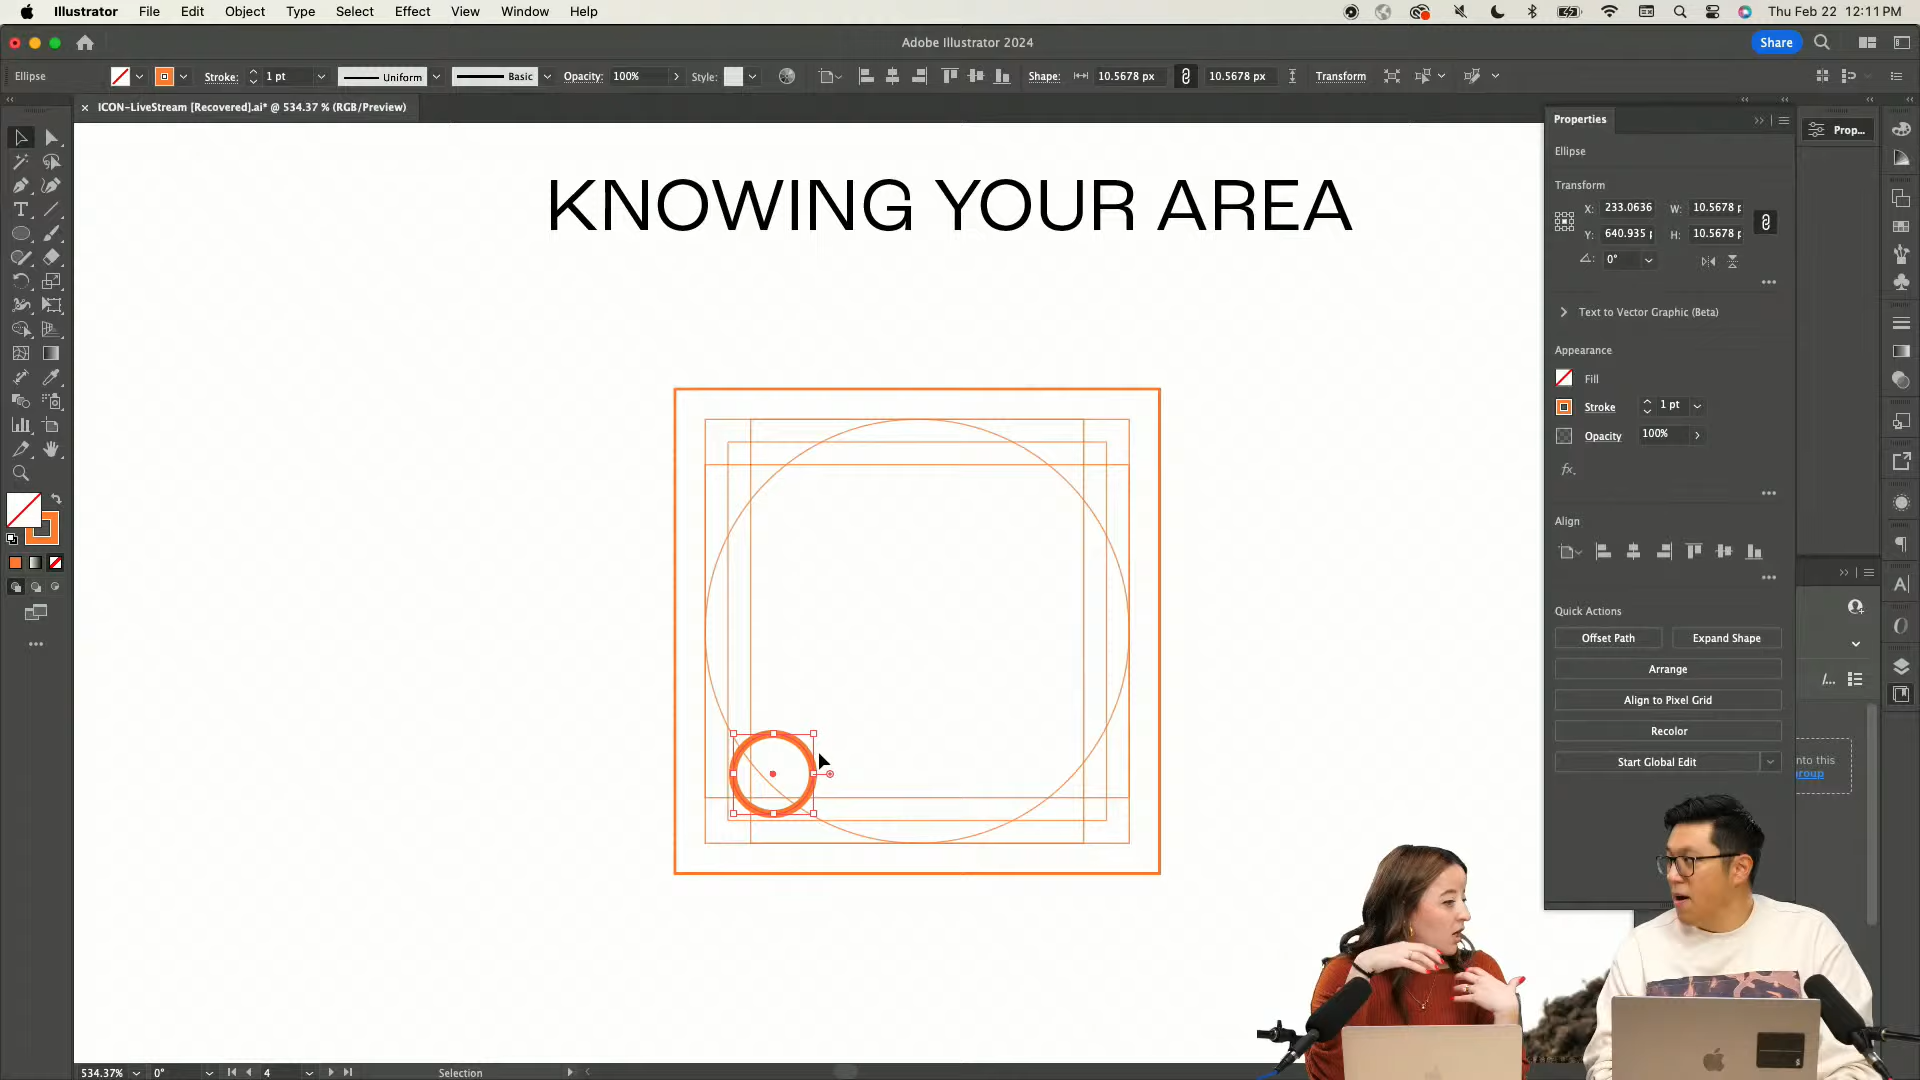 Illustrator File Edit Object Type Select Effect View Window Help Thu Feb 22 12:11 PM
Adobe Illustrator 2024 Share
Ellipse Stroke: 1 pt Uniform Basic Opacity: 100% Style: Shape: 10.5678 px 10.5678 px Transform
× ICON-LiveStream [Recovered].ai* @ 534.37 % (RGB/Preview)
Properties
Prop...
Ellipse
Transform
X: 233.0636 W: 10.5678
Y: 640.935 H: 10.5678
0°
Text to Vector Graphic (Beta)
Appearance
Fill
Stroke 1 pt
Opacity 100%
fx.
Align
Quick Actions
Offset Path Expand Shape
Arrange
Align to Pixel Grid
Recolor
Start Global Edit
nto this
group
KNOWING YOUR AREA
534.37% 0° 4 Selection